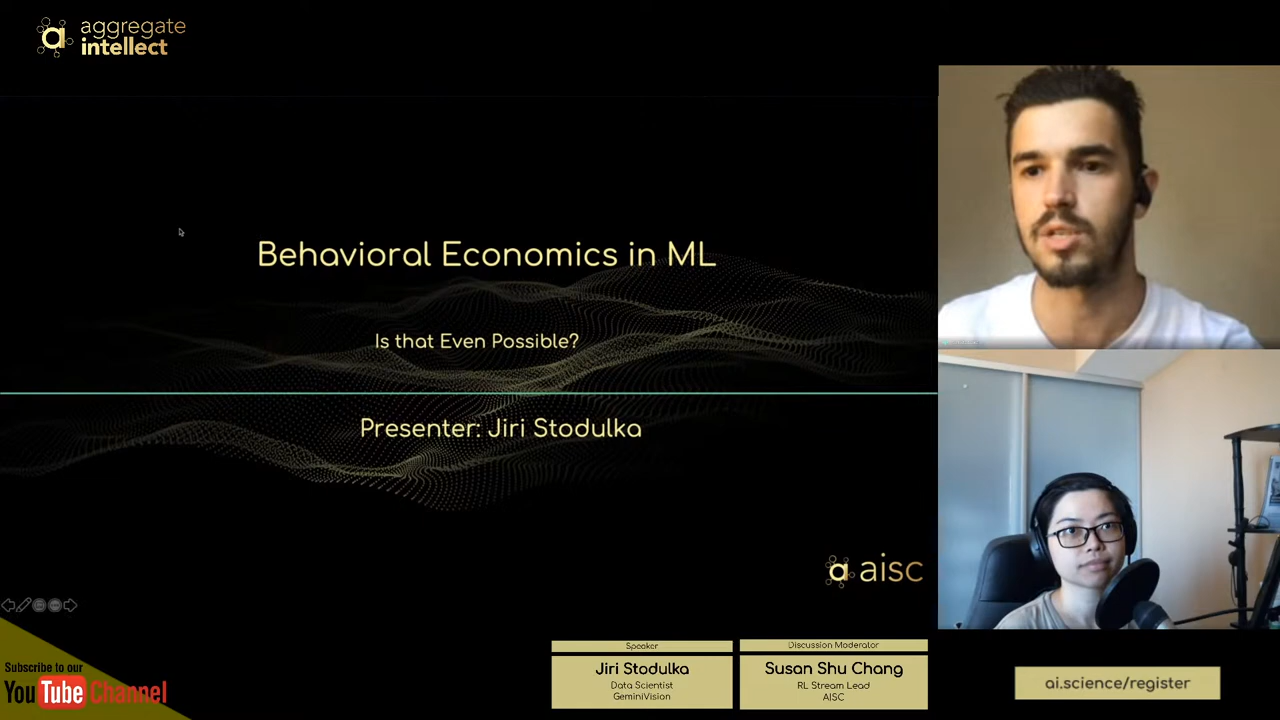 aggregate
intellect
Behavioral Economics in ML
Is that Even Possible?
Presenter: Jiri Stodulka
a aisc
Speaker
Jiri Stodulka
Data Scientist
GeminiVision
Discussion Moderator
Susan Shu Chang
RL Stream Lead
AISC
ai.science/register
Subscribe to our
YouTube Channel